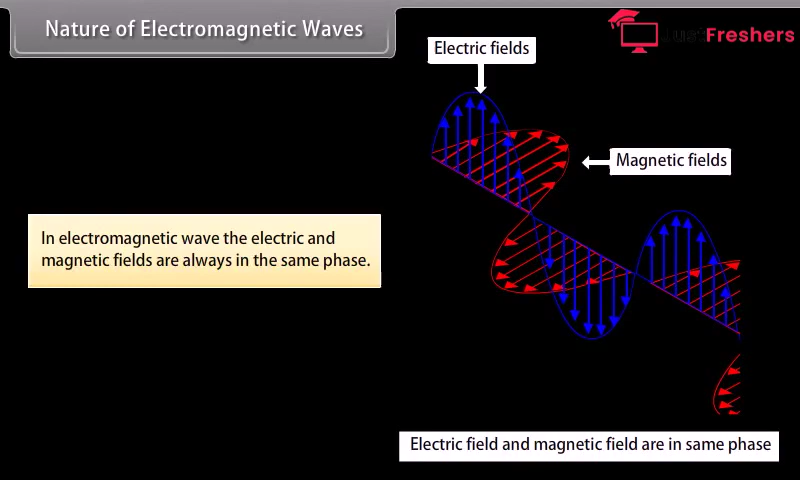 Nature of Electromagnetic Waves
Just Freshers
Electric fields
Magnetic fields
In electromagnetic wave the electric and
magnetic fields are always in the same phase.
Electric field and magnetic field are in same phase